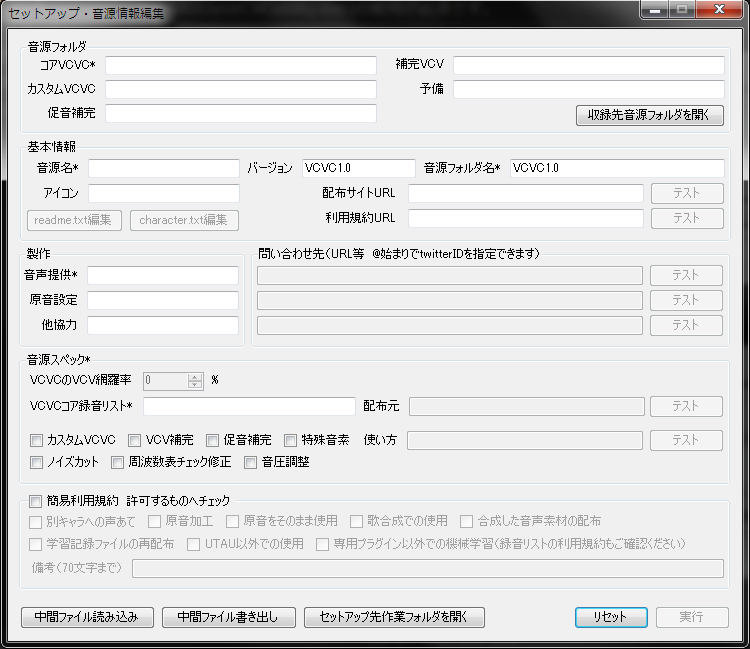 セットアップ・音源情報編集
音源フォルダ
コアVCVC* 補完VCV
カスタムVCVC 予備
促音補完 収録先音源フォルダを開く
基本情報
音源名* バージョン VCVC1.0 音源フォルダ名* VCVC1.0
アイコン 配布サイトURL テスト
readme.txt編集 character.txt編集 利用規約URL テスト
製作 問い合わせ先(URL等 @始まりでtwitterIDを指定できます)
音声提供* テスト
原音設定 テスト
他協力 テスト
音源スペック*
VCVCのVCV網羅率 0 %
VCVCコア録音リスト* 配布元 テスト
カスタムVCVC VCV補完 促音補完 特殊音素 使い方 テスト
ノイズカット 周波数表チェック修正 音圧調整
簡易利用規約 許可するものへチェック
別キャラへの声あて 原音加工 原音をそのまま使用 歌合成での使用 合成した音声素材の配布
学習記録ファイルの再配布 UTAU以外での使用 専用プラグイン以外での機械学習(録音リストの利用規約もご確認ください)
備考(70文字まで)
中間ファイル読み込み 中間ファイル書き出し セットアップ先作業フォルダを開く リセット 実行